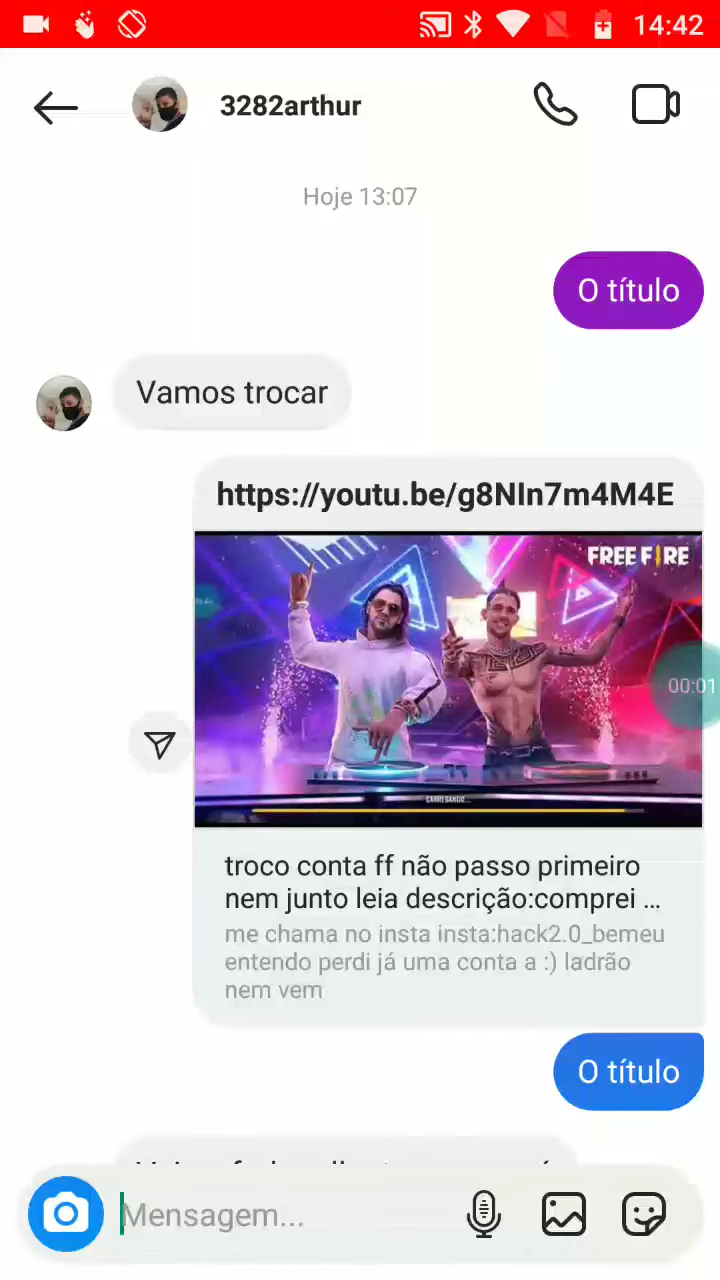 14:42
3282arthur
Hoje 13:07
O título
Vamos trocar
https://youtu.be/g8NIn7m4M4E
FREE FIRE
00:01
CARREGANDO...
troco conta ff não passo primeiro
nem junto leia descrição:comprei ...
me chama no insta insta:hack2.0_bemeu
entendo perdi já uma conta a :) ladrão
nem vem
O título
Mensagem...